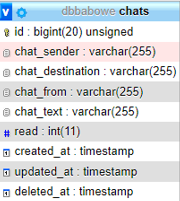 v dbbabowe chats
id : bigint(20) unsigned
chat_sender : varchar(255)
chat_destination : varchar(255)
chat_from : varchar(255)
chat_text : varchar(255)
# read : int(11)
created_at : timestamp
updated_at : timestamp
deleted_at : timestamp